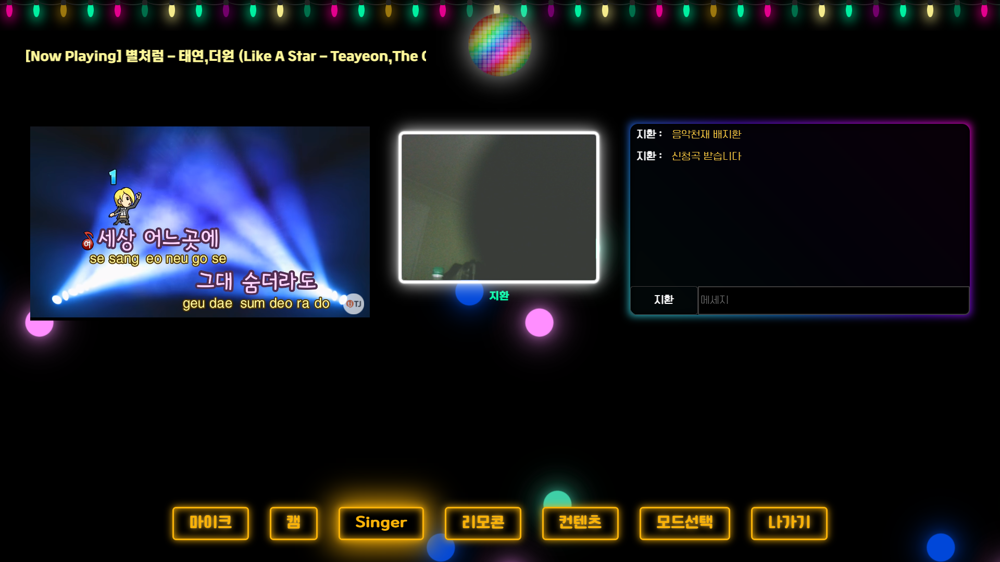 [Now Playing] 별처럼 - 태연,더원 (Like A Star - Teayeon,The
1
여 세상 어느곳에
se sang eo neu go se
그대 숨더라도
geu dae sum deo ra do
TJ
지환
지환 : 음악천재 배지환
지환 : 신청곡 받습니다
지환 메세지
마이크 캠 Singer 리모콘 컨텐츠 모드선택 나가기